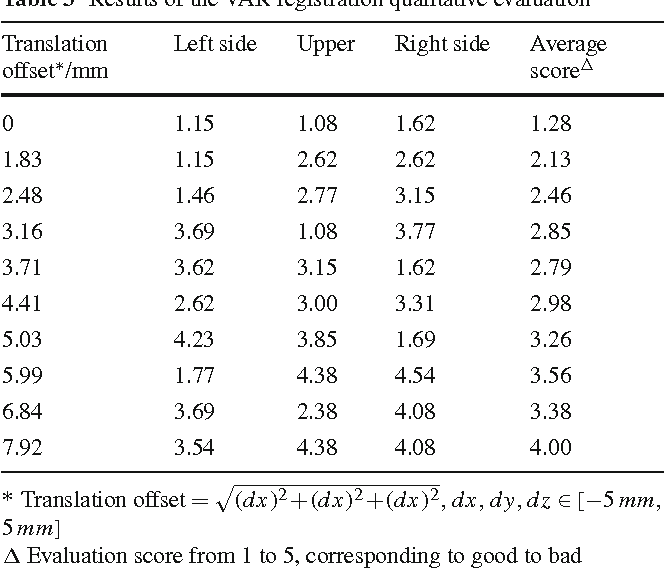 Table 3 Results of the VAR registration qualitative evaluation
Translation offset*/mm Left side Upper Right side Average scoreΔ
0 1.15 1.08 1.62 1.28
1.83 1.15 2.62 2.62 2.13
2.48 1.46 2.77 3.15 2.46
3.16 3.69 1.08 3.77 2.85
3.71 3.62 3.15 1.62 2.79
4.41 2.62 3.00 3.31 2.98
5.03 4.23 3.85 1.69 3.26
5.99 1.77 4.38 4.54 3.56
6.84 3.69 2.38 4.08 3.38
7.92 3.54 4.38 4.08 4.00
* Translation offset = √(dx)²+(dx)²+(dx)², dx, dy, dz ∈ [−5 mm,
5 mm]
Δ Evaluation score from 1 to 5, corresponding to good to bad